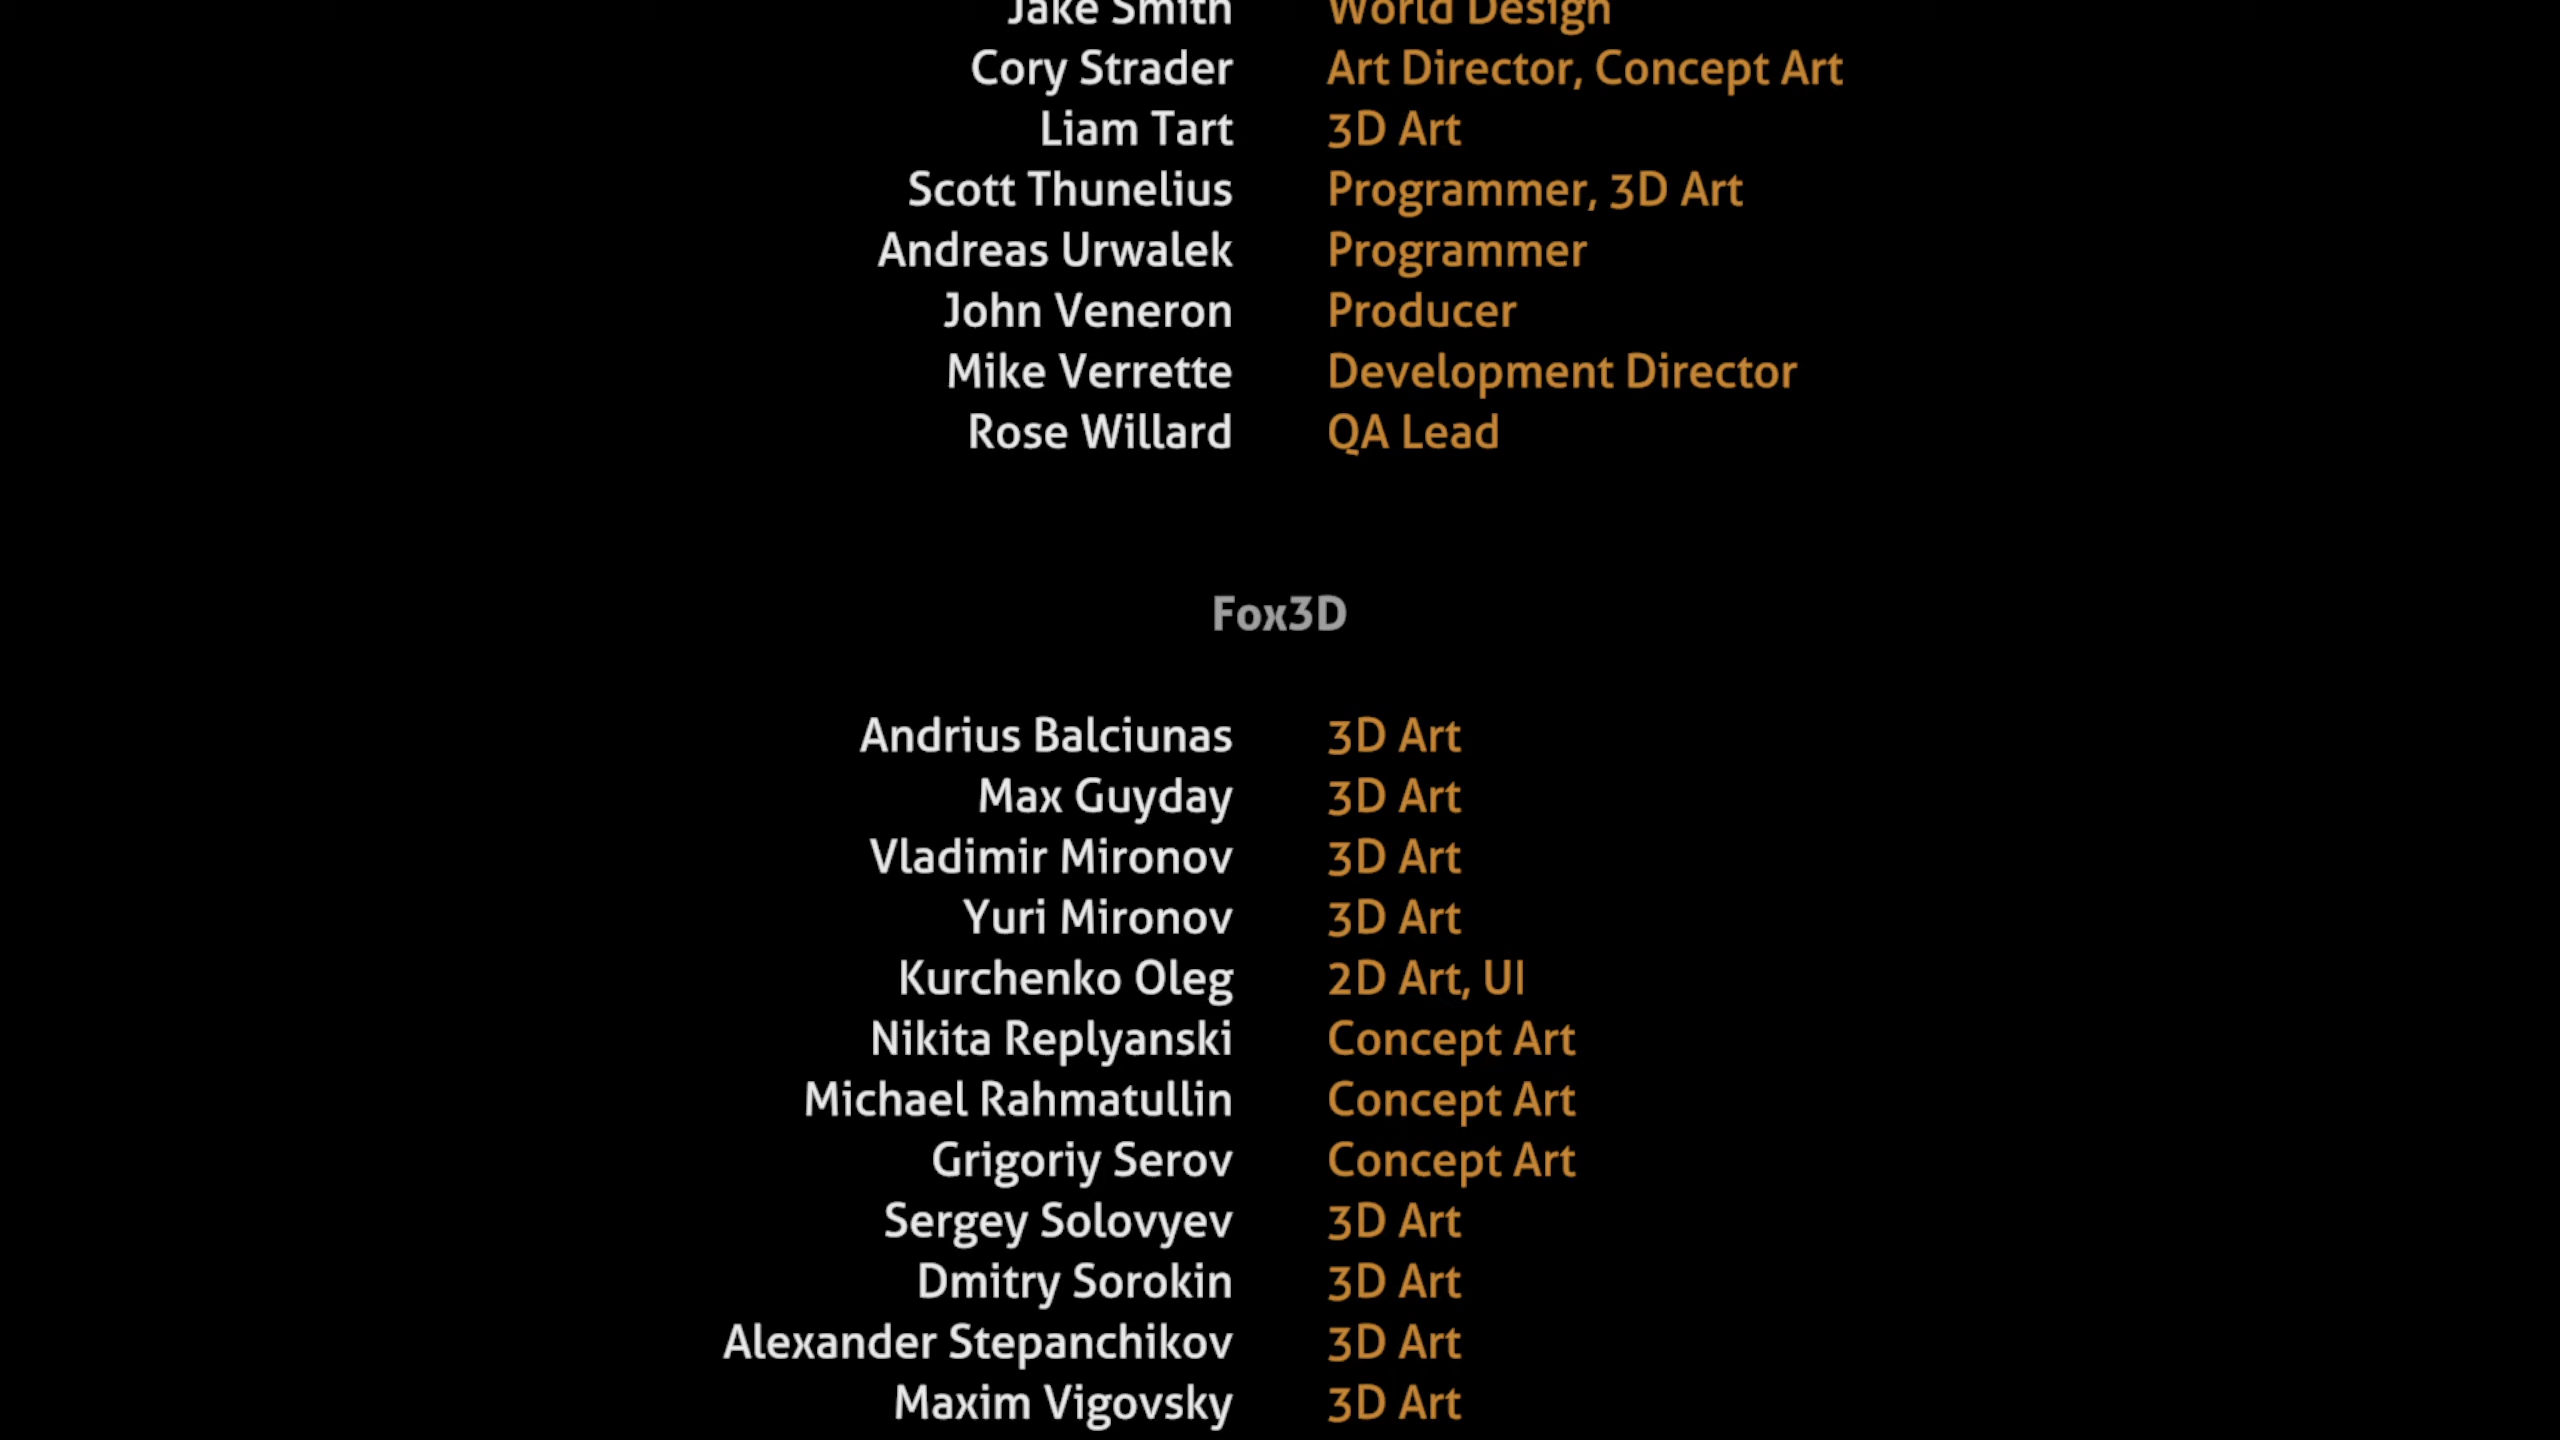 Jake Smith World Design
Cory Strader Art Director, Concept Art
Liam Tart 3D Art
Scott Thunelius Programmer, 3D Art
Andreas Urwalek Programmer
John Veneron Producer
Mike Verrette Development Director
Rose Willard QA Lead
Fox3D
Andrius Balciunas 3D Art
Max Guyday 3D Art
Vladimir Mironov 3D Art
Yuri Mironov 3D Art
Kurchenko Oleg 2D Art, UI
Nikita Replyanski Concept Art
Michael Rahmatullin Concept Art
Grigoriy Serov Concept Art
Sergey Solovyev 3D Art
Dmitry Sorokin 3D Art
Alexander Stepanchikov 3D Art
Maxim Vigovsky 3D Art